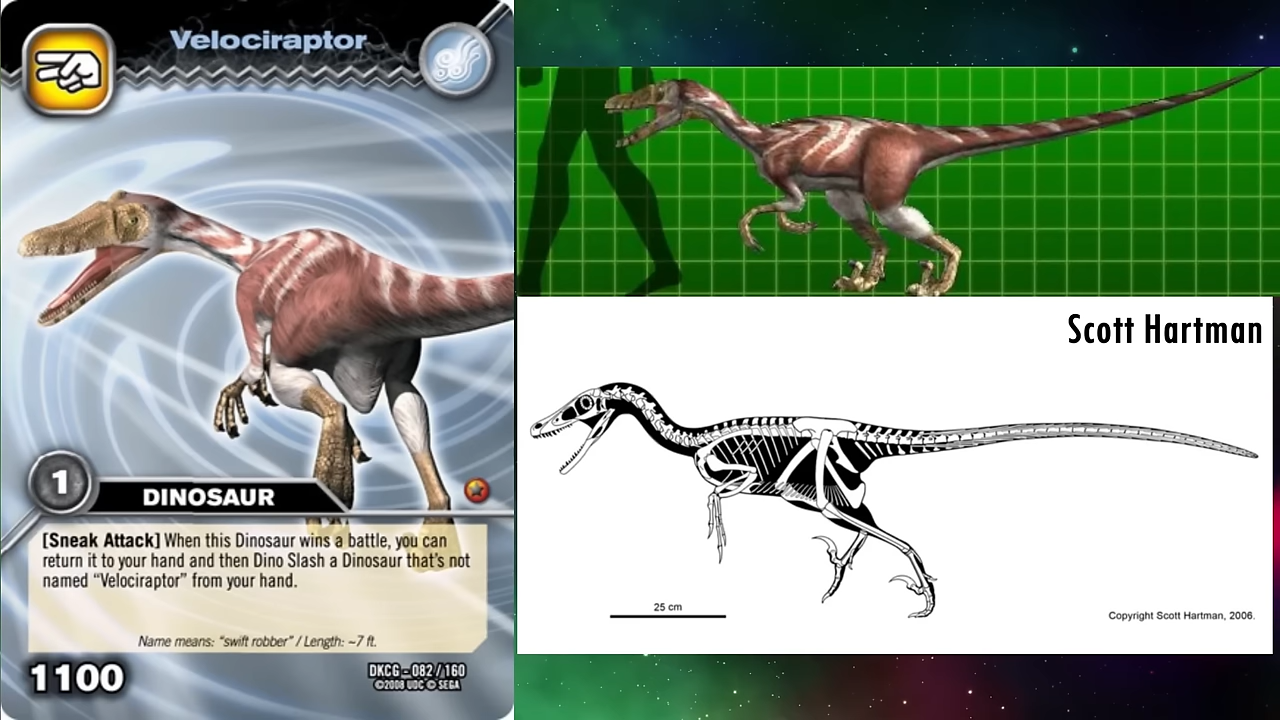 Velociraptor
1
DINOSAUR
[Sneak Attack] When this Dinosaur wins a battle, you can
return it to your hand and then Dino Slash a Dinosaur that's not
named “Velociraptor” from your hand.
Name means: “swift robber” / Length: ~7 ft.
1100
DKCG - 082/160
©2008 UDC © SEGA
Scott Hartman
25 cm
Copyright Scott Hartman, 2006.